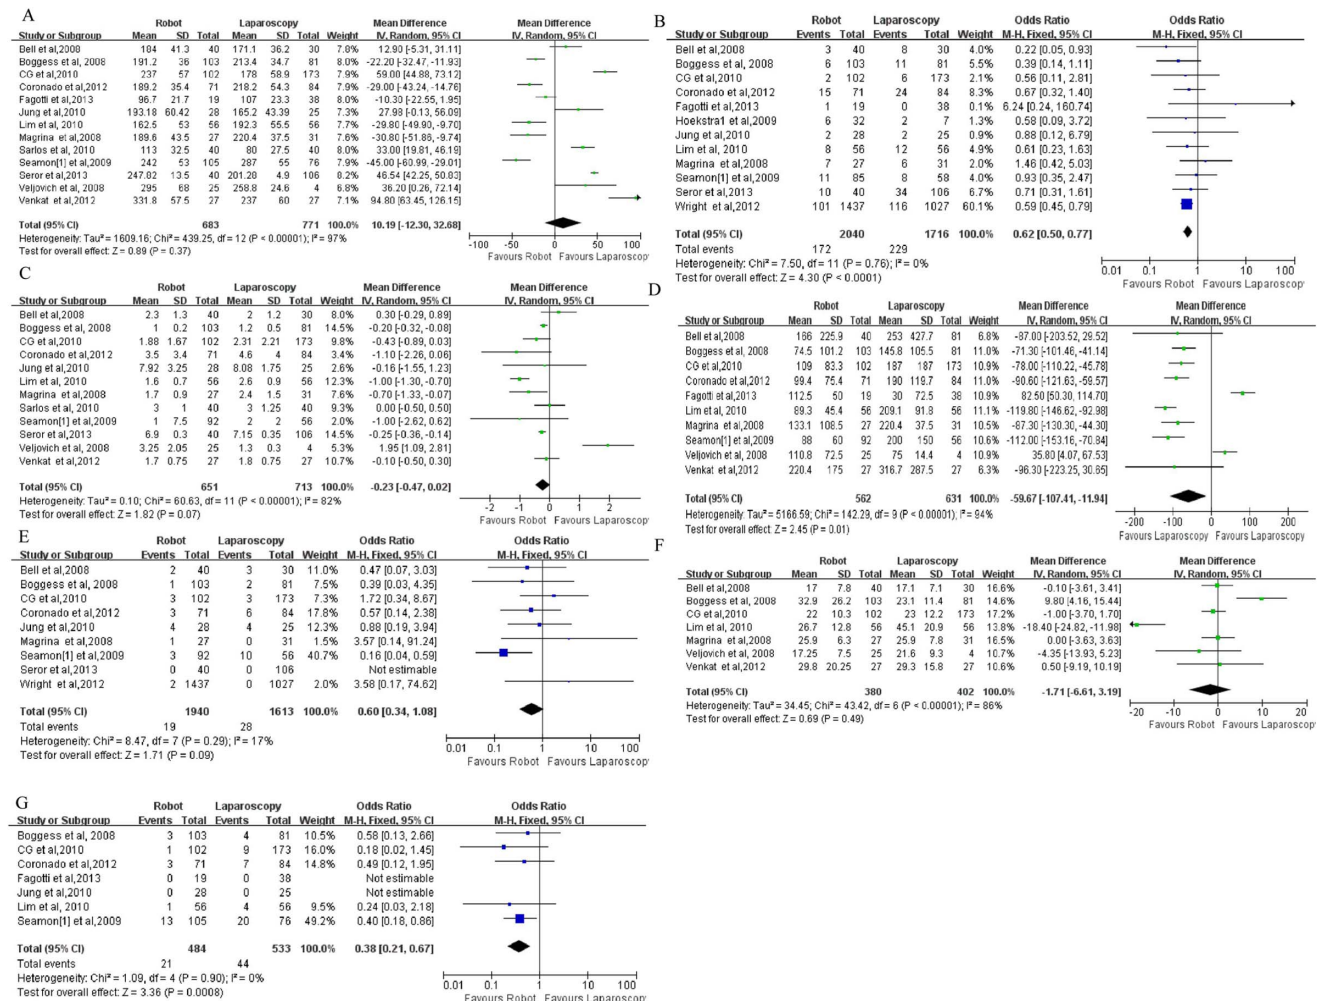 A
Robot Laparoscopy Mean Difference Mean Difference
Study or Subgroup Mean SD Total Mean SD Total Weight IV, Random, 95% CI IV, Random, 95% CI
Bell et al,2008 184 41.3 40 171.1 36.2 30 7.8% 12.90 [-5.31, 31.11]
Boggess et al, 2008 191.2 36 103 213.4 34.7 81 8.2% -22.20 [-32.47, -11.93]
CG et al,2010 237 57 102 178 58.9 173 8.0% 59.00 [44.88, 73.12]
Coronado et al,2012 189.2 35.4 71 218.2 54.3 84 8.0% -29.00 [-43.24, -14.76]
Fagotti et al,2013 96.7 21.7 19 107 23.3 38 8.1% -10.30 [-22.55, 1.95]
Jung et al,2010 193.18 60.42 28 165.2 43.39 25 7.0% 27.98 [-0.13, 56.09]
Lim et al, 2010 162.5 53 56 192.3 55.5 56 7.7% -29.80 [-49.90, -9.70]
Magrina et al,2008 189.6 43.5 27 220.4 37.5 31 7.6% -30.80 [-51.86, -9.74]
Sarlos et al, 2010 113 32.5 40 80 27.5 40 8.1% 33.00 [19.81, 46.19]
Seamon[1] et al,2009 242 53 105 287 55 76 7.9% -45.00 [-60.99, -29.01]
Seror et al,2013 247.82 13.5 40 201.28 4.9 106 8.3% 46.54 [42.25, 50.83]
Veljovich et al, 2008 295 68 25 258.8 24.6 4 6.4% 36.20 [0.26, 72.14]
Venkat et al,2012 331.8 57.5 27 237 60 27 6.8% 94.80 [63.45, 126.15]
Total (95% CI) 683 771 100.0% 10.19 [-12.30, 32.68]
Heterogeneity: Tau² = 1609.16; Chi² = 439.25, df = 12 (P < 0.00001); I² = 97%
Test for overall effect: Z = 0.89 (P = 0.37)
-100 -50 0 50 100
Favours Robot Favours Laparoscopy
B
Robot Laparoscopy Odds Ratio Odds Ratio
Study or Subgroup Events Total Events Total Weight M-H, Fixed, 95% CI M-H, Fixed, 95% CI
Bell et al,2008 3 40 8 30 4.0% 0.22 [0.05, 0.93]
Boggess et al, 2008 6 103 11 81 5.7% 0.39 [0.14, 1.11]
CG et al,2010 2 102 6 173 2.1% 0.56 [0.11, 2.81]
Coronado et al,2012 15 71 24 84 8.5% 0.67 [0.32, 1.40]
Fagotti et al,2013 1 19 0 38 0.1% 6.24 [0.24, 160.74]
Hoekstra1 et al,2009 6 32 2 7 1.3% 0.58 [0.09, 3.72]
Jung et al,2010 2 28 2 25 1.0% 0.88 [0.12, 6.79]
Lim et al, 2010 8 56 12 56 5.0% 0.61 [0.23, 1.63]
Magrina et al,2008 7 27 6 31 2.0% 1.46 [0.42, 5.03]
Seamon[1] et al,2009 11 85 8 58 4.0% 0.93 [0.35, 2.47]
Seror et al,2013 10 40 34 106 6.9% 0.71 [0.31, 1.61]
Wright et al,2012 101 1437 116 1027 60.1% 0.59 [0.45, 0.79]
Total (95% CI) 2040 1716 100.0% 0.62 [0.50, 0.77]
Total events 172 229
Heterogeneity: Chi² = 7.50, df = 11 (P = 0.76); I² = 0%
Test for overall effect: Z = 4.30 (P < 0.0001)
0.01 0.1 1 10 100
Favours Robot Favours Laparoscopy
C
Robot Laparoscopy Mean Difference Mean Difference
Study or Subgroup Mean SD Total Mean SD Total Weight IV, Random, 95% CI IV, Random, 95% CI
Bell et al,2008 2.3 1.3 40 2 1.2 30 8.0% 0.30 [-0.29, 0.89]
Boggess et al, 2008 1 0.2 103 1.2 0.5 81 14.5% -0.20 [-0.32, -0.08]
CG et al,2010 1.88 1.67 102 2.31 2.21 173 9.8% -0.43 [-0.89, 0.03]
Coronado et al,2012 3.5 3.4 71 4.6 4 84 3.4% -1.10 [-2.26, 0.06]
Jung et al,2010 7.92 3.25 28 8.08 1.75 25 2.5% -0.16 [-1.55, 1.23]
Lim et al, 2010 1.6 0.7 56 2.6 0.9 56 12.3% -1.00 [-1.30, -0.70]
Magrina et al,2008 1.7 0.9 27 2.4 1.5 31 7.6% -0.70 [-1.33, -0.07]
Sarlos et al, 2010 3 1 40 3 1.25 40 9.3% 0.00 [-0.50, 0.50]
Seamon[1] et al,2009 1 7.5 92 2 2 56 1.9% -1.00 [-2.62, 0.62]
Seror et al,2013 6.9 0.3 40 7.15 0.35 106 14.5% -0.25 [-0.36, -0.14]
Veljovich et al, 2008 3.25 2.05 25 1.3 0.3 4 5.5% 1.95 [1.09, 2.81]
Venkat et al,2012 1.7 0.75 27 1.8 0.75 27 10.7% -0.10 [-0.50, 0.30]
Total (95% CI) 651 713 100.0% -0.23 [-0.47, 0.02]
Heterogeneity: Tau² = 0.10; Chi² = 60.63, df = 11 (P < 0.00001); I² = 82%
Test for overall effect: Z = 1.82 (P = 0.07)
-2 -1 0 1 2
Favours Robot Favours Laparoscopy
D
Robot Laparoscopy Mean Difference Mean Difference
Study or Subgroup Mean SD Total Mean SD Total Weight IV, Random, 95% CI IV, Random, 95% CI
Bell et al,2008 166 225.9 40 253 427.7 81 6.8% -87.00 [-203.52, 29.52]
Boggess et al, 2008 74.5 101.2 103 145.8 105.5 81 11.7% -71.30 [-101.46, -41.14]
CG et al,2010 109 83.3 102 187 187 173 11.6% -78.00 [-110.22, -45.78]
Coronado et al,2012 99.4 75.4 71 190 119.7 84 11.7% -90.60 [-121.63, -59.57]
Fagotti et al,2013 112.5 50 19 30 72.5 38 11.6% 82.50 [50.30, 114.70]
Lim et al, 2010 89.3 45.4 56 209.1 91.8 56 11.8% -119.80 [-146.62, -92.98]
Magrina et al,2008 133.1 108.5 27 220.4 37.5 31 11.0% -87.30 [-130.30, -44.30]
Seamon[1] et al,2009 88 60 92 200 150 56 11.1% -112.00 [-153.16, -70.84]
Veljovich et al, 2008 110.8 72.5 25 75 14.4 4 11.6% 35.80 [4.07, 67.53]
Venkat et al,2012 220.4 175 27 316.7 287.5 27 6.3% -96.30 [-223.25, 30.65]
Total (95% CI) 562 631 100.0% -59.67 [-107.41, -11.94]
Heterogeneity: Tau² = 5166.59; Chi² = 142.29, df = 9 (P < 0.00001); I² = 94%
Test for overall effect: Z = 2.45 (P = 0.01)
-200 -100 0 100 200
Favours Laparoscopy Favours Laparoscopy
E
Robot Laparoscopy Odds Ratio Odds Ratio
Study or Subgroup Events Total Events Total Weight M-H, Fixed, 95% CI M-H, Fixed, 95% CI
Bell et al,2008 2 40 3 30 11.0% 0.47 [0.07, 3.03]
Boggess et al, 2008 1 103 2 81 7.5% 0.39 [0.03, 4.35]
CG et al,2010 3 102 3 173 7.3% 1.72 [0.34, 8.67]
Coronado et al,2012 3 71 6 84 17.8% 0.57 [0.14, 2.38]
Jung et al,2010 4 28 4 25 12.1% 0.88 [0.19, 3.94]
Magrina et al,2008 1 27 0 31 1.5% 3.57 [0.14, 91.24]
Seamon[1] et al,2009 3 92 10 56 40.7% 0.16 [0.04, 0.59]
Seror et al,2013 0 40 0 106 Not estimable
Wright et al,2012 2 1437 0 1027 2.0% 3.58 [0.17, 74.62]
Total (95% CI) 1940 1613 100.0% 0.60 [0.34, 1.08]
Total events 19 28
Heterogeneity: Chi² = 8.47, df = 7 (P = 0.29); I² = 17%
Test for overall effect: Z = 1.71 (P = 0.09)
0.01 0.1 1 10 100
Favours Robot Favours Laparoscopy
F
Robot Laparoscopy Mean Difference Mean Difference
Study or Subgroup Mean SD Total Mean SD Total Weight IV, Random, 95% CI IV, Random, 95% CI
Bell et al,2008 17 7.8 40 17.1 7.1 30 16.6% -0.10 [-3.61, 3.41]
Boggess et al, 2008 32.9 26.2 103 23.1 11.4 81 14.5% 9.80 [4.16, 15.44]
CG et al,2010 22 10.3 102 23 12.2 173 17.2% -1.00 [-3.70, 1.70]
Lim et al,2010 26.7 12.8 56 45.1 20.9 56 13.8% -18.40 [-24.82, -11.98]
Magrina et al,2008 25.9 6.3 27 25.9 7.8 31 16.5% 0.00 [-3.63, 3.63]
Veljovich et al,2008 17.25 7.5 25 21.6 9.3 4 10.8% -4.35 [-13.93, 5.23]
Venkat et al,2012 29.8 20.25 27 29.3 15.8 27 10.7% 0.50 [-9.19, 10.19]
Total (95% CI) 380 402 100.0% -1.71 [-6.61, 3.19]
Heterogeneity: Tau² = 34.45; Chi² = 43.42, df = 6 (P < 0.00001); I² = 86%
Test for overall effect: Z = 0.69 (P = 0.49)
-20 -10 0 10 20
Favours Robot Favours Laparoscopy
G
Robot Laparoscopy Odds Ratio Odds Ratio
Study or Subgroup Events Total Events Total Weight M-H, Fixed, 95% CI M-H, Fixed, 95% CI
Boggess et al, 2008 3 103 4 81 10.5% 0.58 [0.13, 2.66]
CG et al,2010 1 102 9 173 16.0% 0.18 [0.02, 1.45]
Coronado et al,2012 3 71 7 84 14.8% 0.49 [0.12, 1.95]
Fagotti et al,2013 0 19 0 38 Not estimable
Jung et al,2010 0 28 0 25 Not estimable
Lim et al, 2010 1 56 4 56 9.5% 0.24 [0.03, 2.18]
Seamon[1] et al,2009 13 105 20 76 49.2% 0.40 [0.18, 0.86]
Total (95% CI) 484 533 100.0% 0.38 [0.21, 0.67]
Total events 21 44
Heterogeneity: Chi² = 1.09, df = 4 (P = 0.90); I² = 0%
Test for overall effect: Z = 3.36 (P = 0.0008)
0.01 0.1 1 10 100
Favours Robot Favours Laparoscopy